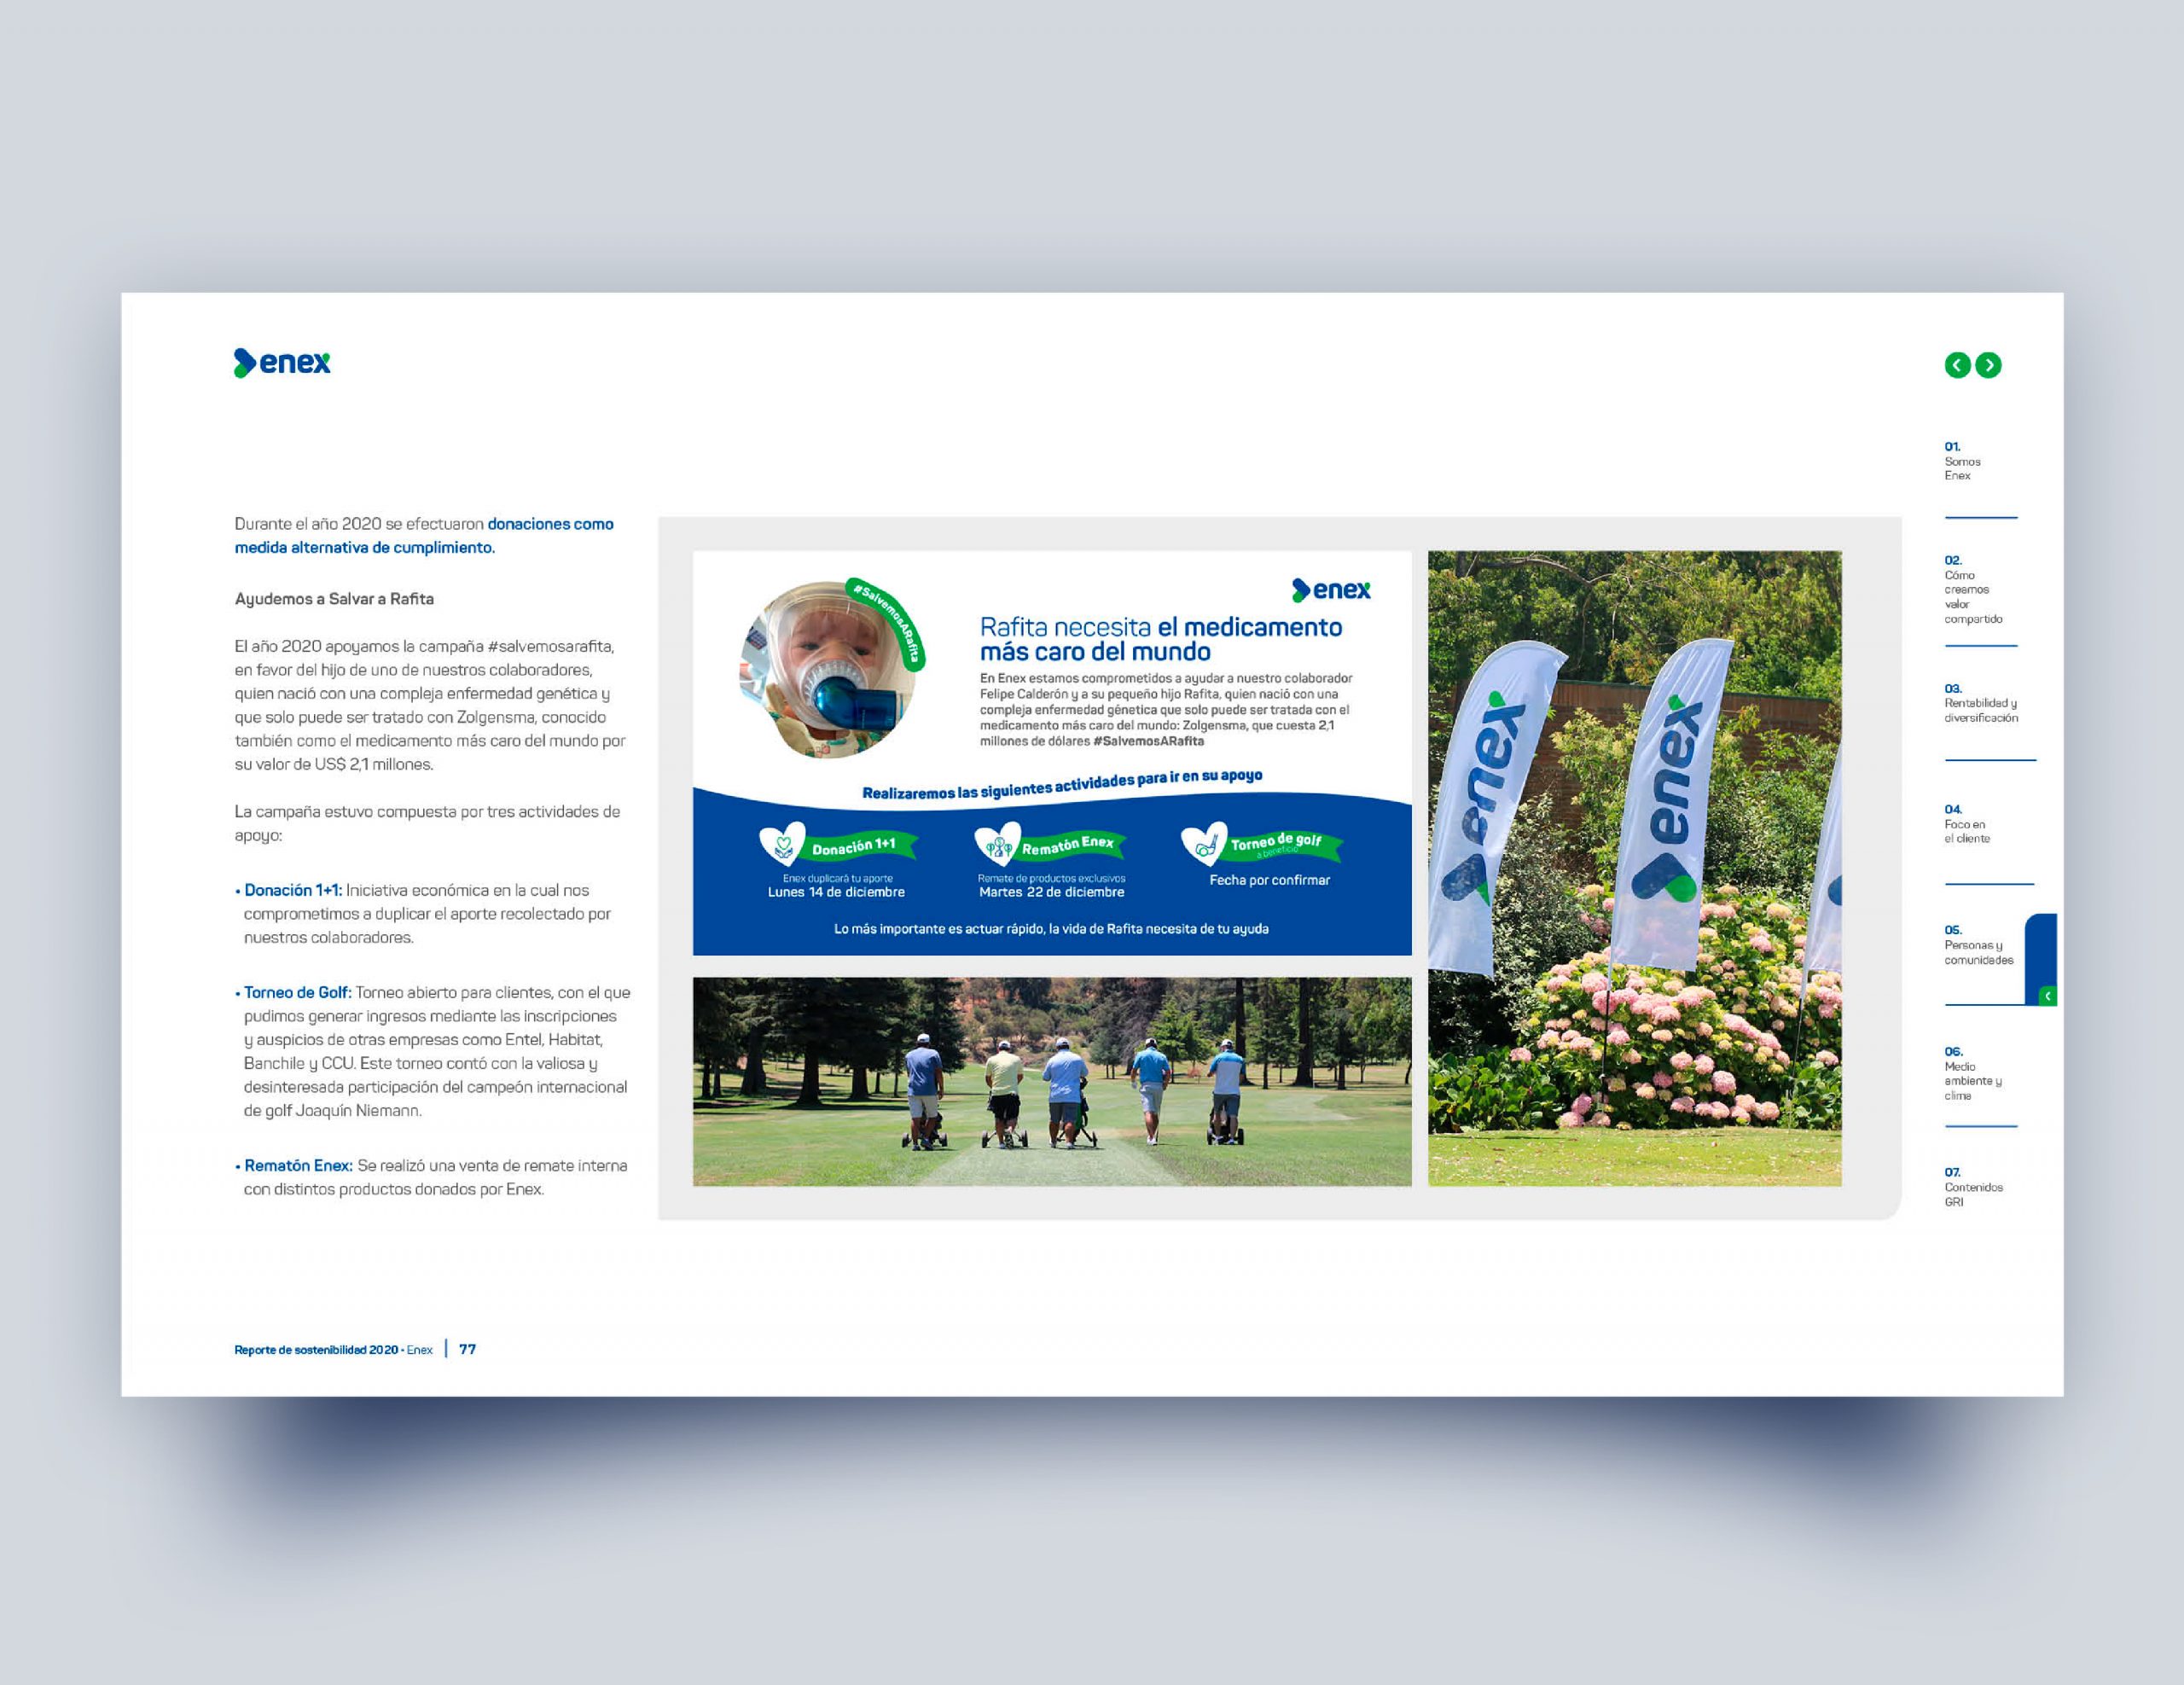 enex
Durante el año 2020 se efectuaron donaciones como
medida alternativa de cumplimiento.
Ayudemos a Salvar a Rafita
El año 2020 apoyamos la campaña #salvemosarafita,
en favor del hijo de uno de nuestros colaboradores,
quien nació con una compleja enfermedad genética y
que solo puede ser tratado con Zolgensma, conocido
también como el medicamento más caro del mundo por
su valor de US$ 2,1 millones.
La campaña estuvo compuesta por tres actividades de
apoyo:
• Donación 1+1: Iniciativa económica en la cual nos
comprometimos a duplicar el aporte recolectado por
nuestros colaboradores.
• Torneo de Golf: Torneo abierto para clientes, con el que
pudimos generar ingresos mediante las inscripciones
y auspicios de otras empresas como Entel, Habitat,
Banchile y CCU. Este torneo contó con la valiosa y
desinteresada participación del campeón internacional
de golf Joaquín Niemann.
• Rematón Enex: Se realizó una venta de remate interna
con distintos productos donados por Enex.
#SalvemosARafita
enex
Rafita necesita el medicamento
más caro del mundo
En Enex estamos comprometidos a ayudar a nuestro colaborador
Felipe Calderón y a su pequeño hijo Rafita, quien nació con una
compleja enfermedad génetica que solo puede ser tratada con el
medicamento más caro del mundo: Zolgensma, que cuesta 2,1
millones de dólares #SalvemosARafita
Realizaremos las siguientes actividades para ir en su apoyo
Donación 1+1
Enex duplicará tu aporte
Lunes 14 de diciembre
Rematón Enex
Remate de productos exclusivos
Martes 22 de diciembre
Torneo de golf
a beneficio
Fecha por confirmar
Lo más importante es actuar rápido, la vida de Rafita necesita de tu ayuda
enex
enex
01.
Somos
Enex
02.
Cómo
creamos
valor
compartido
03.
Rentabilidad y
diversificación
04.
Foco en
el cliente
05.
Personas y
comunidades
06.
Medio
ambiente y
clima
07.
Contenidos
GRI
Reporte de sostenibilidad 2020 • Enex | 77